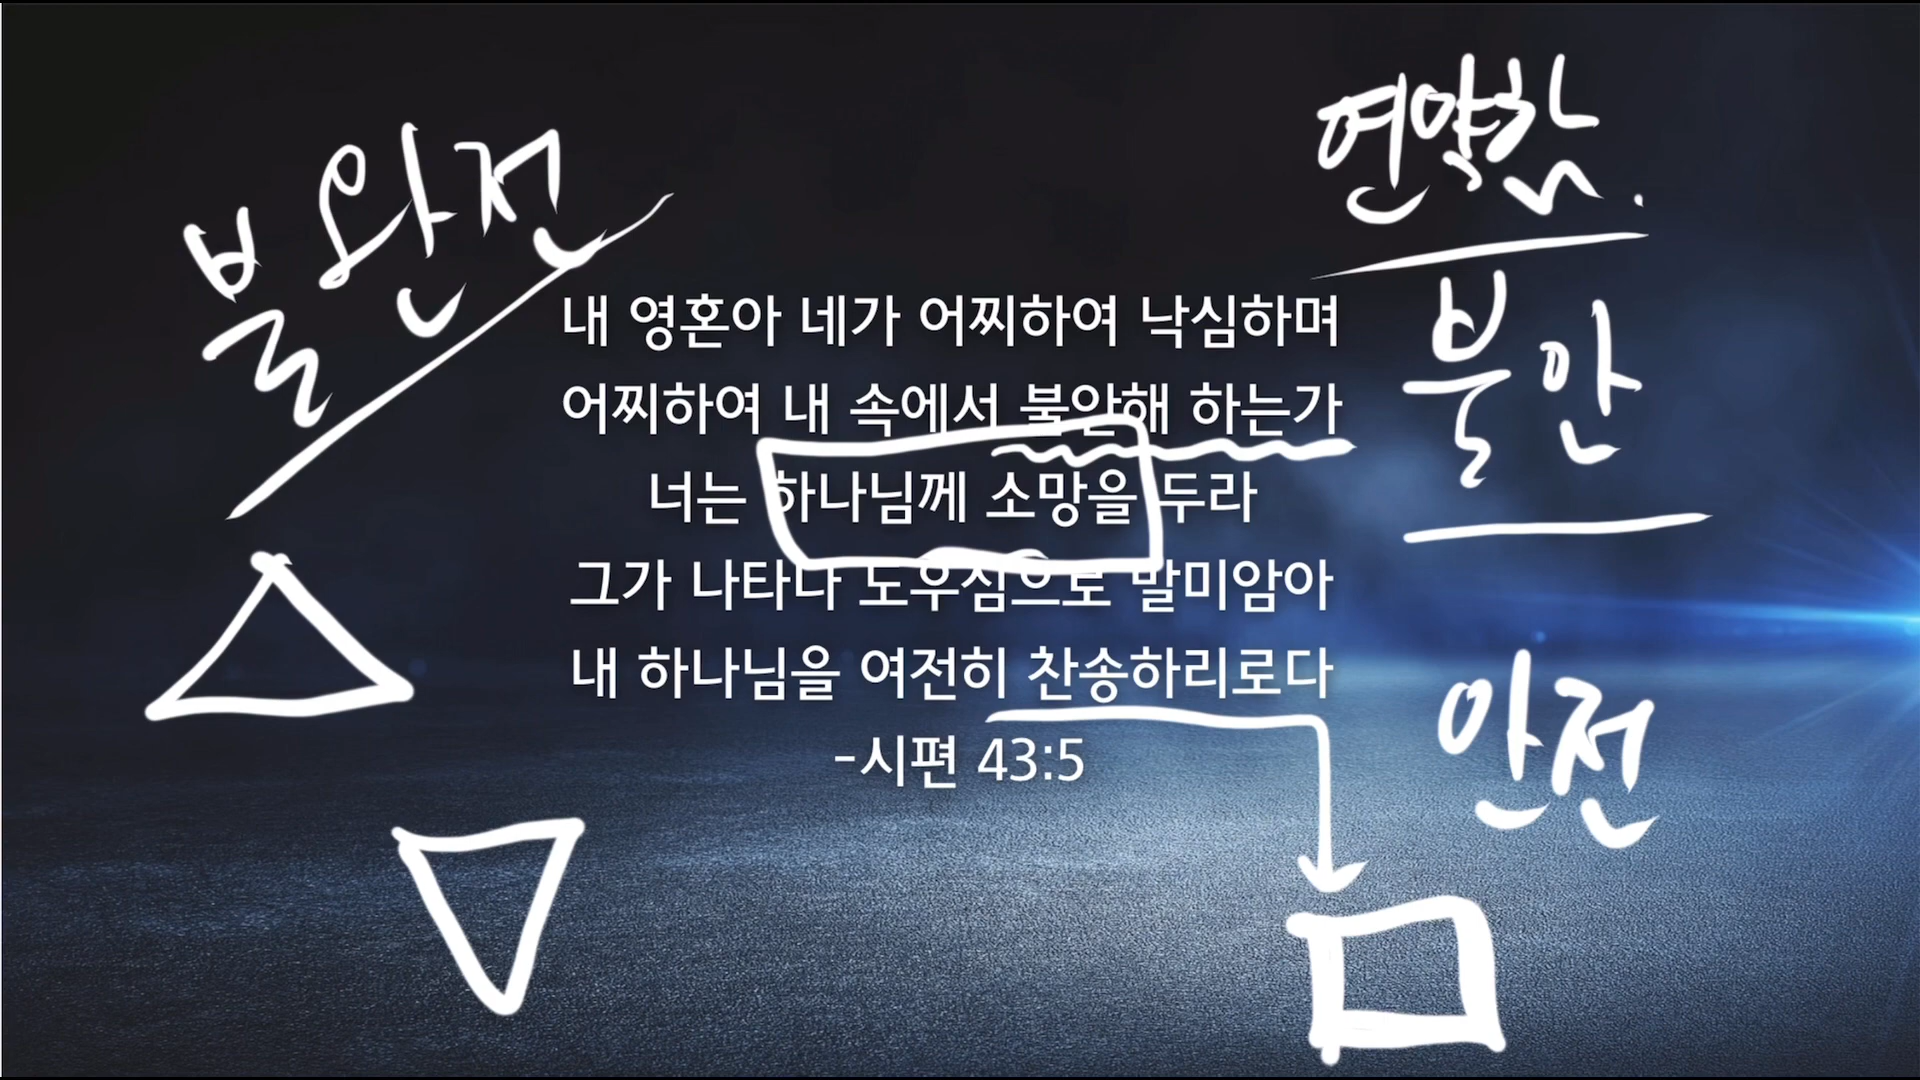 불완전
연약함.
불안
내 영혼아 네가 어찌하여 낙심하며
어찌하여 내 속에서 불안해 하는가
너는 하나님께 소망을 두라
그가 나타나 도우심으로 말미암아
내 하나님을 여전히 찬송하리로다
-시편 43:5
안전